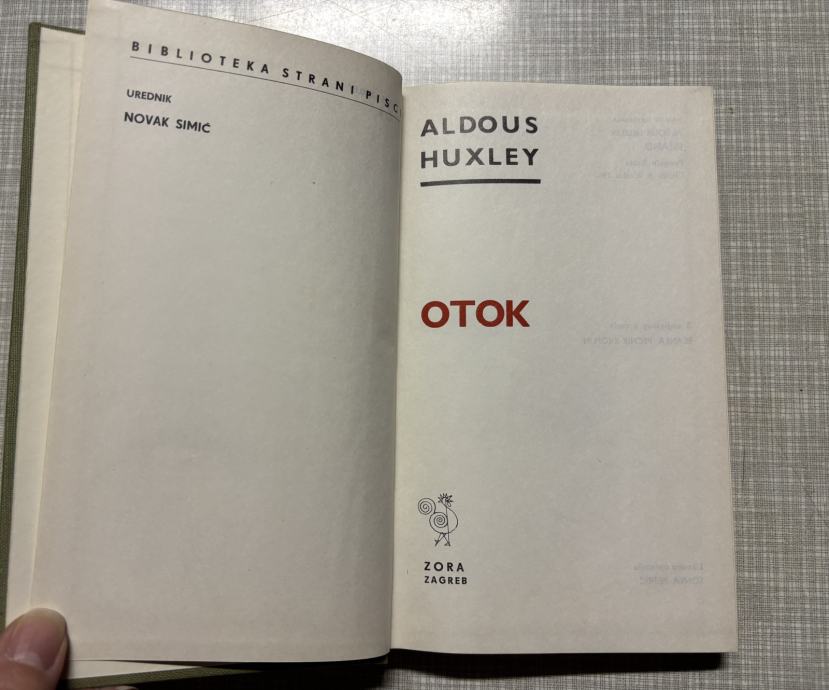 BIBLIOTEKA STRANI PISCI
UREDNIK
NOVAK SIMIĆ
ALDOUS
HUXLEY
OTOK
ZORA
ZAGREB